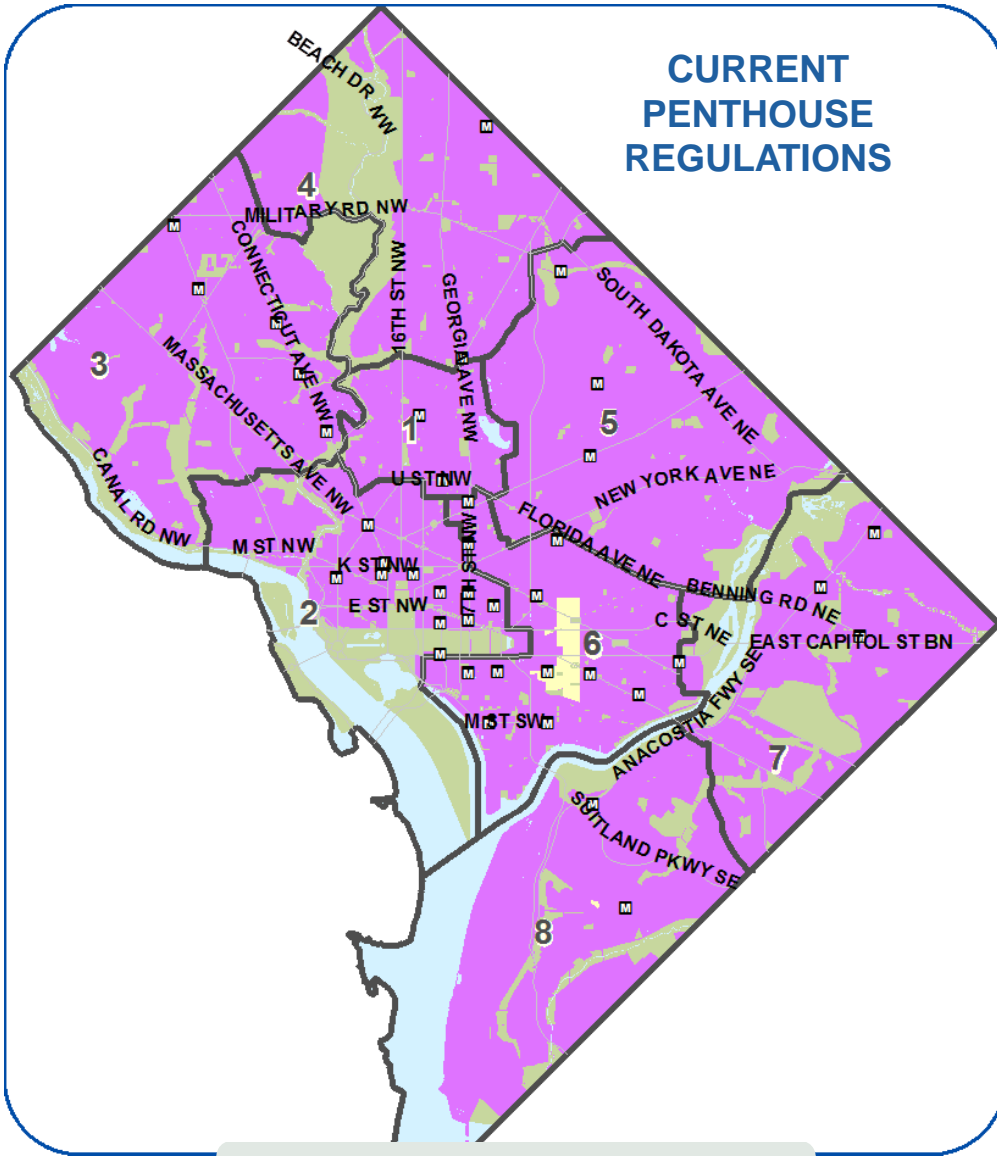 CURRENT
PENTHOUSE
REGULATIONS
BEACH DR NW
M
4
MILITARY RD NW
M
CONNECTICUT AVE NW
16TH ST NW
GEORGIA AVE NW
M
SOUTH DAKOTA AVE NE
M
M
3
MASSACHUSETTS AVE NW
M
M
M
1
M
5
M
M
CANAL RD NW
U ST NW
M
NEW YORK AVE NE
M
M
FLORIDA AVE NE
M
M
M
M ST NW
K ST NW
M
M
M
M
7TH ST NW
BENNING RD NE
M
2
E ST NW
M
M
M
M
C ST NE
M
M
6
EAST CAPITOL ST BN
M
M
M
M
M
M
M
M
M ST SW
M
M
ANACOSTIA FWY SE
7
M
SUITLAND PKWY SE
M
8